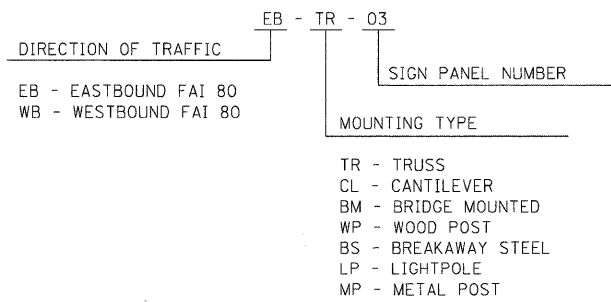 EB - TR - 03
DIRECTION OF TRAFFIC
SIGN PANEL NUMBER
EB - EASTBOUND FAI 80
WB - WESTBOUND FAI 80
MOUNTING TYPE
TR - TRUSS
CL - CANTILEVER
BM - BRIDGE MOUNTED
WP - WOOD POST
BS - BREAKAWAY STEEL
LP - LIGHTPOLE
MP - METAL POST